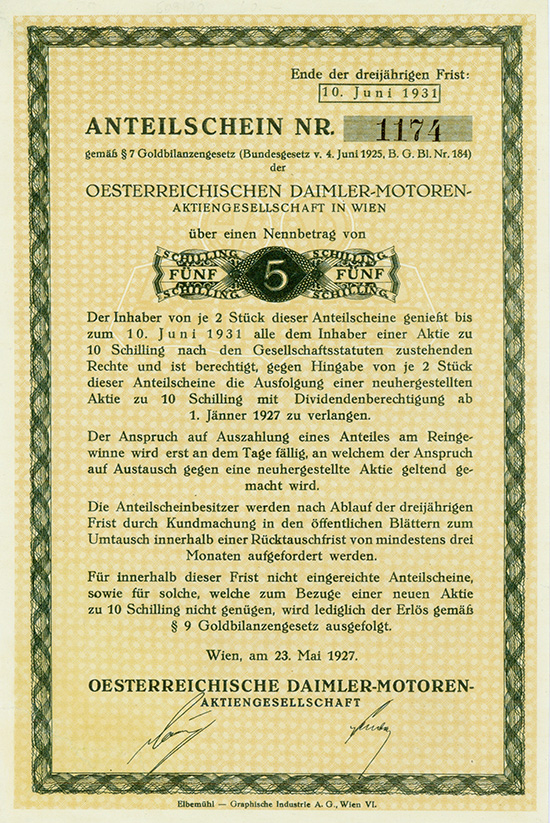 Ende der dreijährigen Frist:
10. Juni 1931
ANTEILSCHEIN NR. 1174
gemäß § 7 Goldbilanzengesetz (Bundesgesetz v. 4. Juni 1925, B. G. Bl. Nr. 184)
der
OESTERREICHISCHEN DAIMLER-MOTOREN-
AKTIENGESELLSCHAFT IN WIEN
über einen Nennbetrag von
SCHILLING SCHILLING
FÜNF 5 FÜNF
SCHILLING SCHILLING
Der Inhaber von je 2 Stück dieser Anteilscheine genießt bis
zum 10. Juni 1931 alle dem Inhaber einer Aktie zu
10 Schilling nach den Gesellschaftsstatuten zustehenden
Rechte und ist berechtigt, gegen Hingabe von je 2 Stück
dieser Anteilscheine die Ausfolgung einer neuhergestellten
Aktie zu 10 Schilling mit Dividendenberechtigung ab
1. Jänner 1927 zu verlangen.
Der Anspruch auf Auszahlung eines Anteiles am Reinge-
winne wird erst an dem Tage fällig, an welchem der Anspruch
auf Austausch gegen eine neuhergestellte Aktie geltend ge-
macht wird.
Die Anteilscheinbesitzer werden nach Ablauf der dreijährigen
Frist durch Kundmachung in den öffentlichen Blättern zum
Umtausch innerhalb einer Rücktauschfrist von mindestens drei
Monaten aufgefordert werden.
Für innerhalb dieser Frist nicht eingereichte Anteilscheine,
sowie für solche, welche zum Bezuge einer neuen Aktie
zu 10 Schilling nicht genügen, wird lediglich der Erlös gemäß
§ 9 Goldbilanzengesetz ausgefolgt.
Wien, am 23. Mai 1927.
OESTERREICHISCHE DAIMLER-MOTOREN-
AKTIENGESELLSCHAFT
Elbemühl — Graphische Industrie A. G., Wien VI.